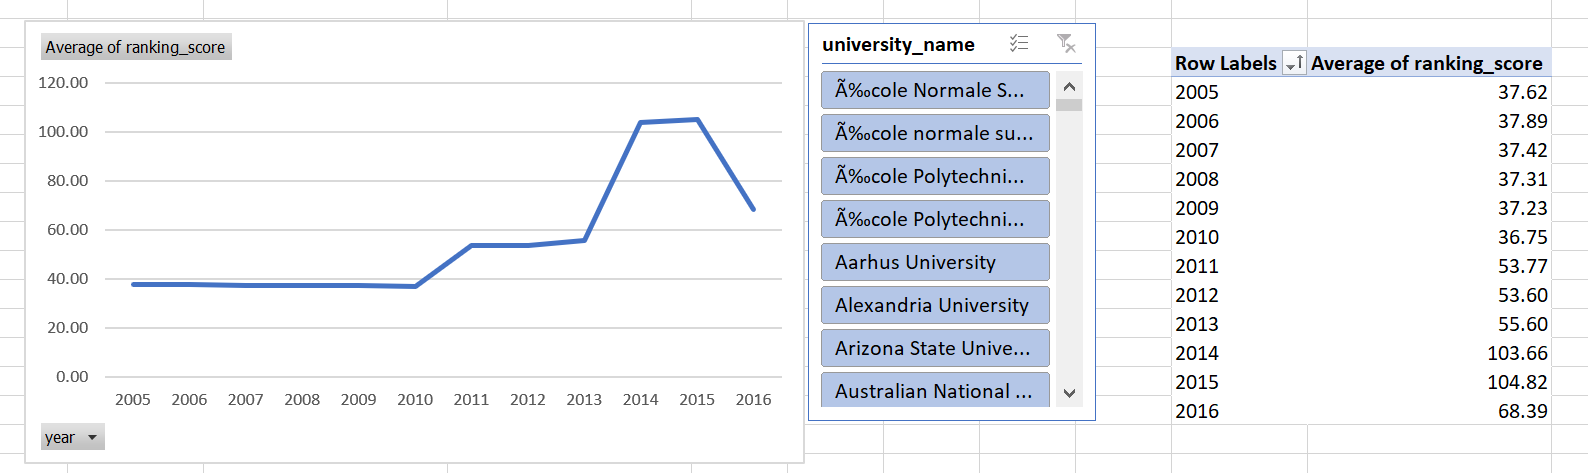 Average of ranking_score
120.00
100.00
80.00
60.00
40.00
20.00
0.00
2005 2006 2007 2008 2009 2010 2011 2012 2013 2014 2015 2016
year
university_name
Ã‰cole Normale S...
Ã‰cole normale su...
Ã‰cole Polytechni...
Ã‰cole Polytechni...
Aarhus University
Alexandria University
Arizona State Unive...
Australian National ...
Row Labels Average of ranking_score
2005 37.62
2006 37.89
2007 37.42
2008 37.31
2009 37.23
2010 36.75
2011 53.77
2012 53.60
2013 55.60
2014 103.66
2015 104.82
2016 68.39